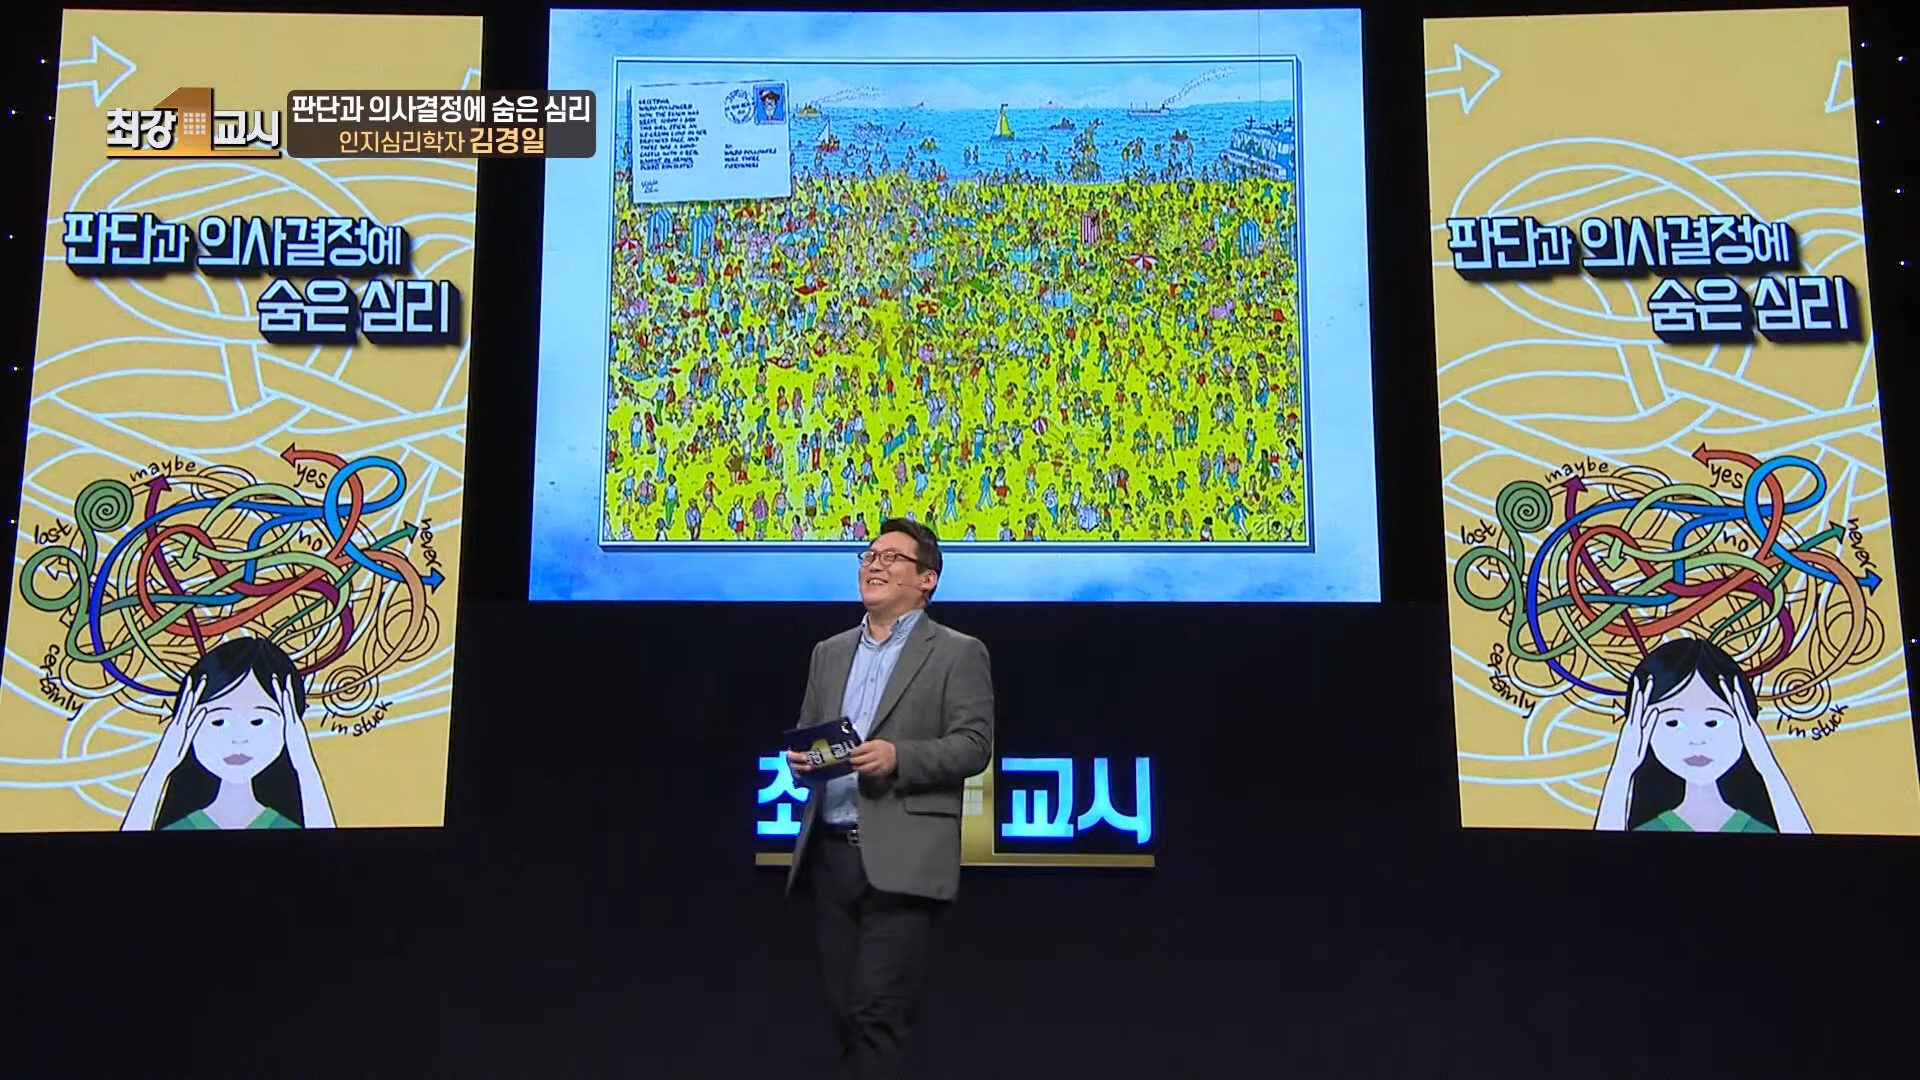 최강1교시
판단과 의사결정에 숨은 심리
인지심리학자 김경일
판단과 의사결정에
숨은 심리
maybe
yes
lost
no
never
certainly
i'm stuck
판단과 의사결정에
숨은 심리
maybe
yes
lost
no
never
certainly
i'm stuck
교시